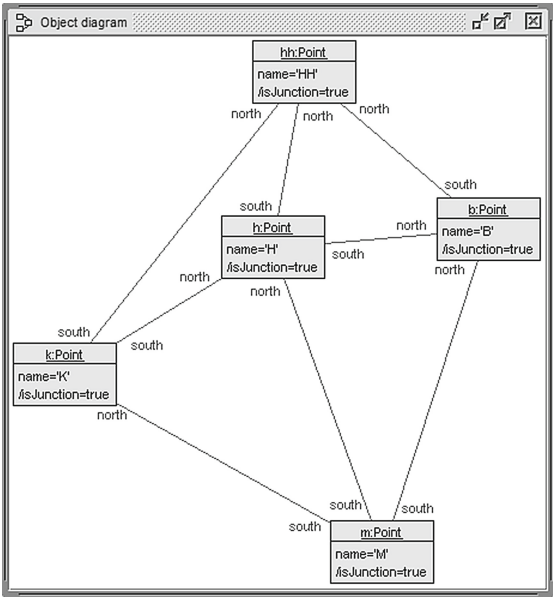 Object diagram
hh:Point
name='HH'
/isJunction=true
north
north
north
south
south
h:Point
name='H'
/isJunction=true
b:Point
name='B'
/isJunction=true
north
south
north
north
north
south
south
k:Point
name='K'
/isJunction=true
north
south
south
south
m:Point
name='M'
/isJunction=true